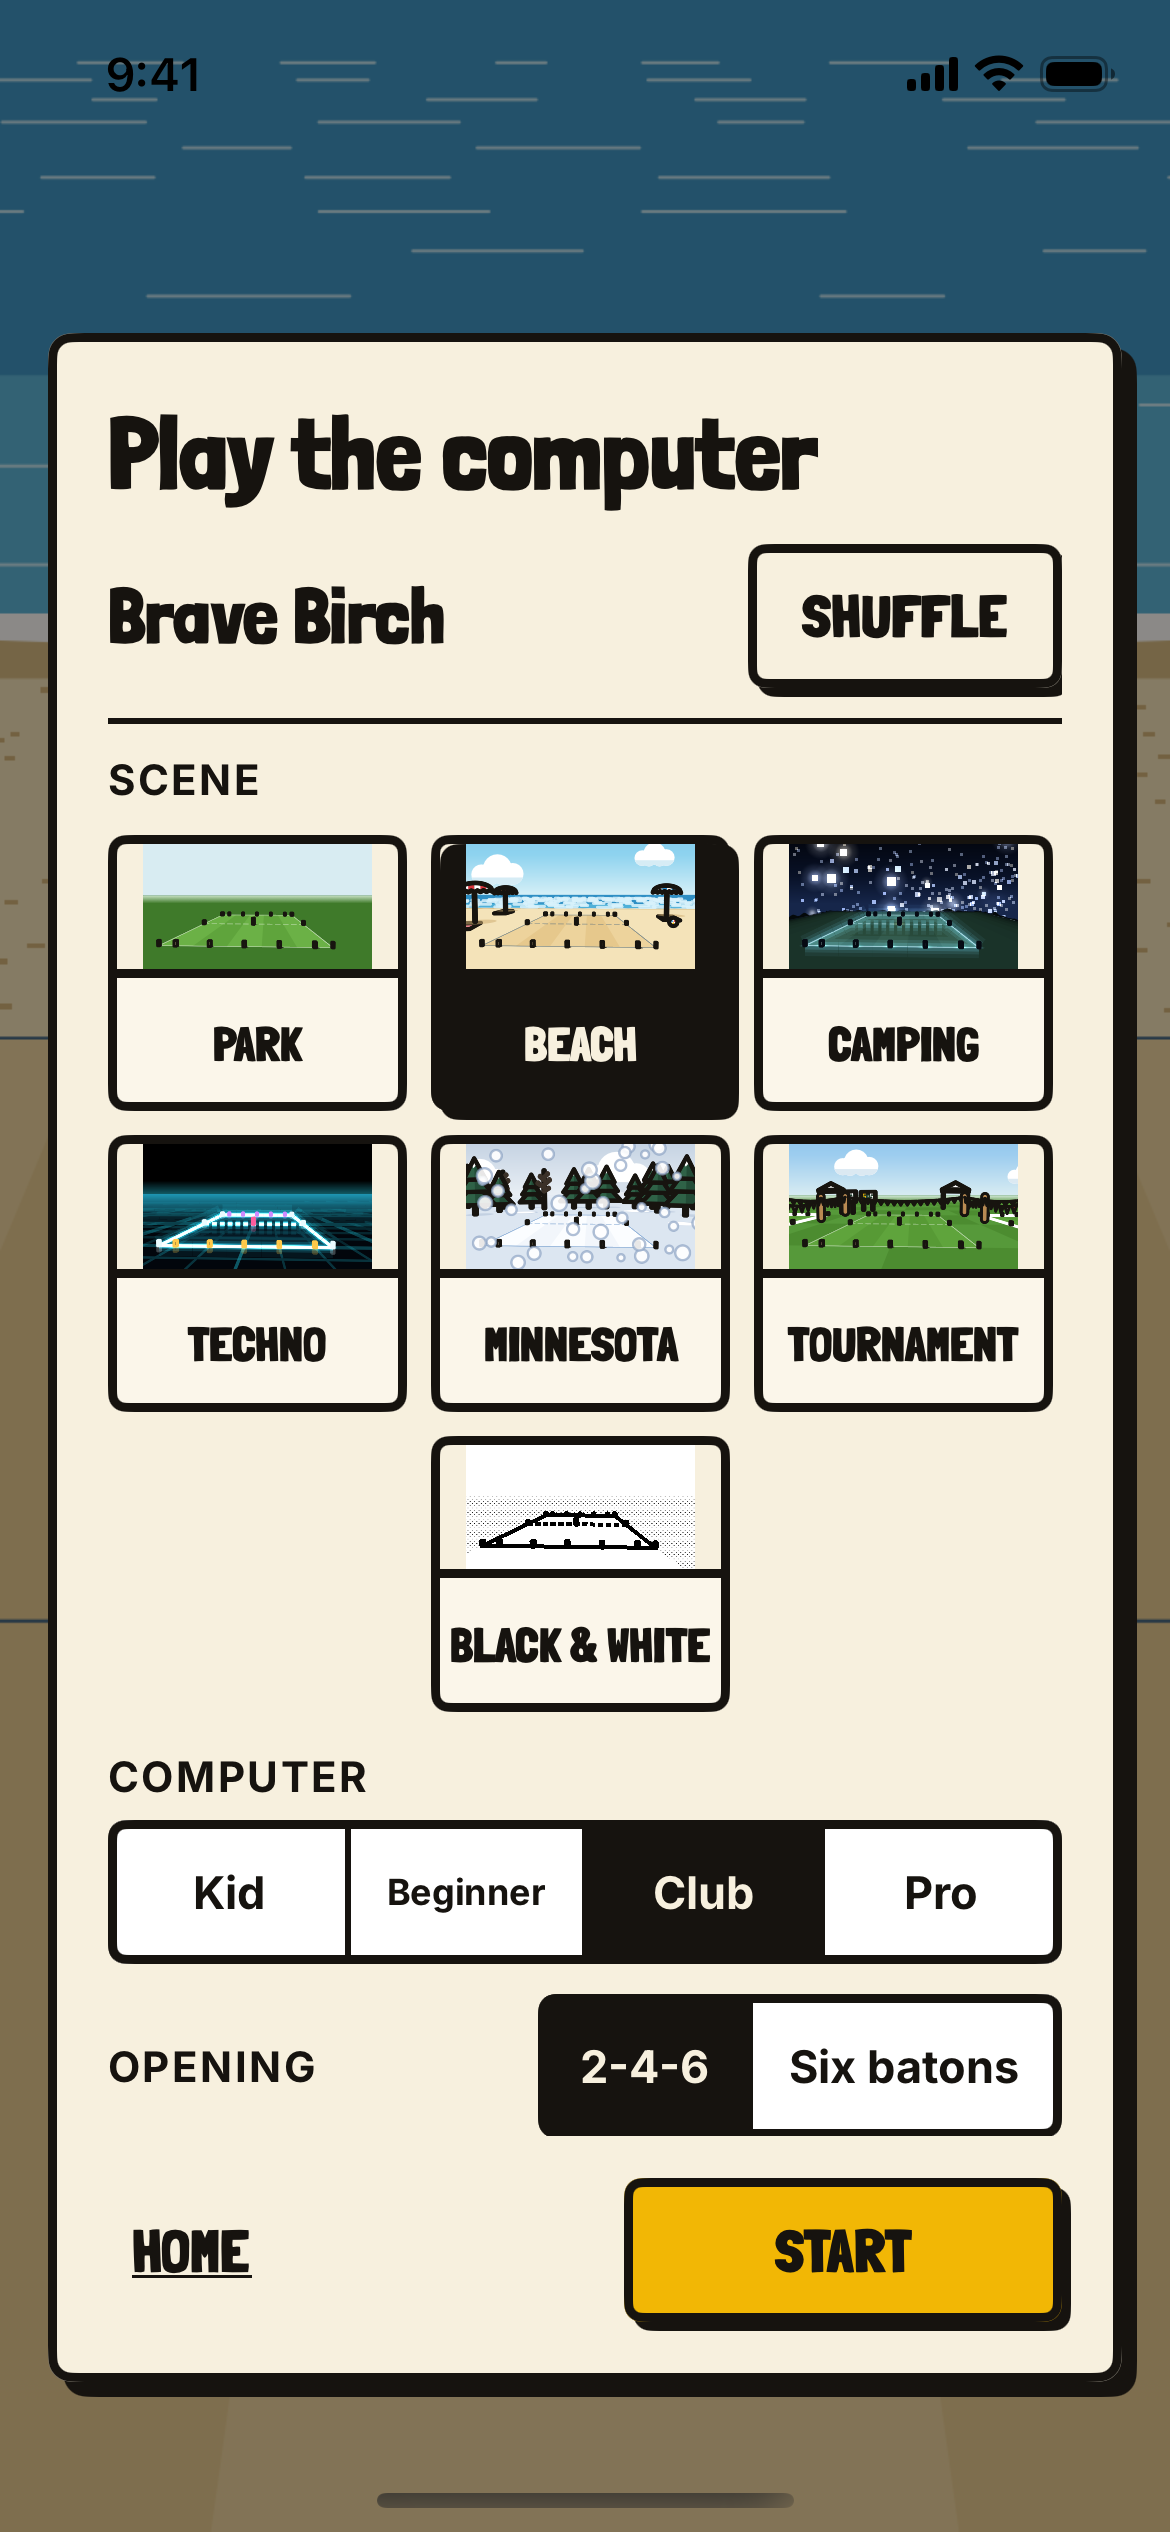 9:41
Play the computer
Brave Birch
SHUFFLE
SCENE
PARK
BEACH
CAMPING
TECHNO
MINNESOTA
TOURNAMENT
BLACK & WHITE
COMPUTER
Kid
Beginner
Club
Pro
OPENING
2-4-6
Six batons
HOME
START